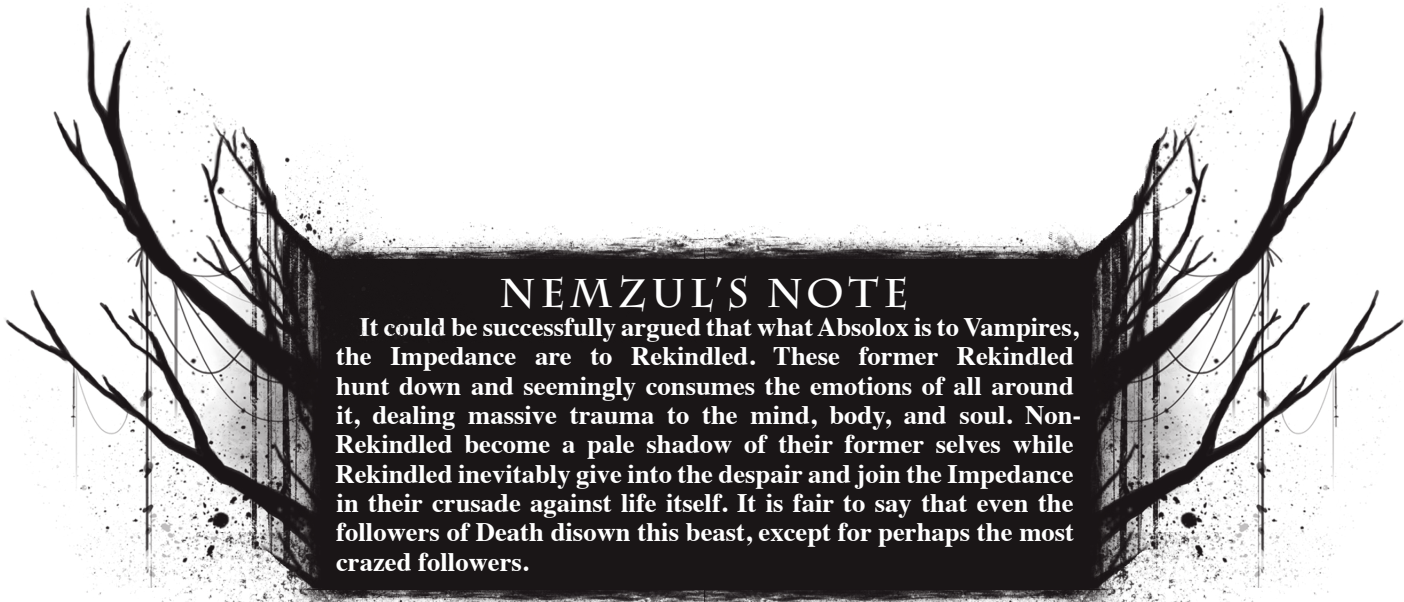 NEMZUL'S NOTE
It could be successfully argued that what Absolox is to Vampires,
the Impedance are to Rekindled. These former Rekindled
hunt down and seemingly consumes the emotions of all around
it, dealing massive trauma to the mind, body, and soul. Non-
Rekindled become a pale shadow of their former selves while
Rekindled inevitably give into the despair and join the Impedance
in their crusade against life itself. It is fair to say that even the
followers of Death disown this beast, except for perhaps the most
crazed followers.